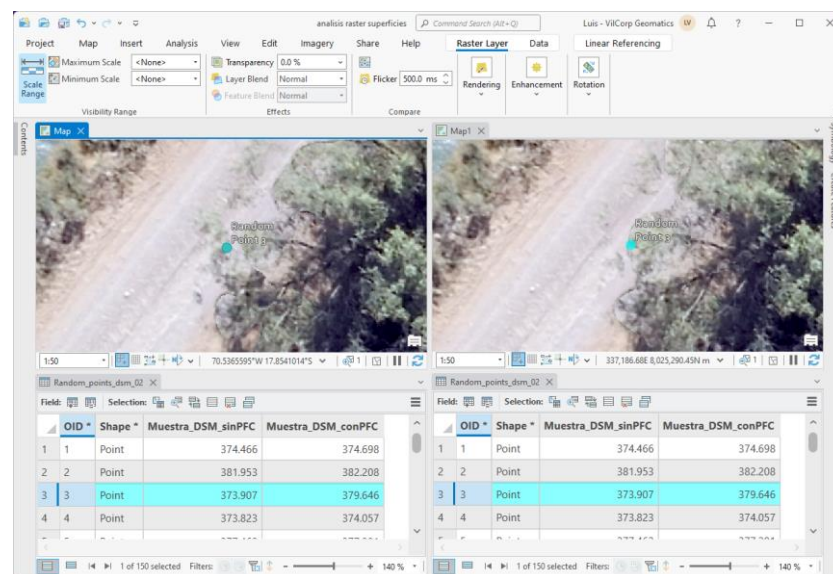 analisis raster superficies
Command Search (Alt+Q)
Luis - VilCorp Geomatics
LV
?
Project Map Insert Analysis View Edit Imagery Share Help Raster Layer Data Linear Referencing
Scale Range
Maximum Scale <None>
Minimum Scale <None>
Visibility Range
Transparency 0.0 %
Layer Blend Normal
Feature Blend Normal
Effects
Flicker 500.0 ms
Compare
Rendering
Enhancement
Rotation
Contents
Map
Random
Point 3
1:50
70.5365595°W 17.8541014°S
1
Map1
Random
Point 3
1:50
337,186.68E 8,025,290.45N m
1
Random_points_dsm_02
Field: Selection:
OID * Shape * Muestra_DSM_sinPFC Muestra_DSM_conPFC
1 1 Point 374.466 374.698
2 2 Point 381.953 382.208
3 3 Point 373.907 379.646
4 4 Point 373.823 374.057
1 of 150 selected Filters: 140 %
Random_points_dsm_02
Field: Selection:
OID * Shape * Muestra_DSM_sinPFC Muestra_DSM_conPFC
1 1 Point 374.466 374.698
2 2 Point 381.953 382.208
3 3 Point 373.907 379.646
4 4 Point 373.823 374.057
1 of 150 selected Filters: 140 %